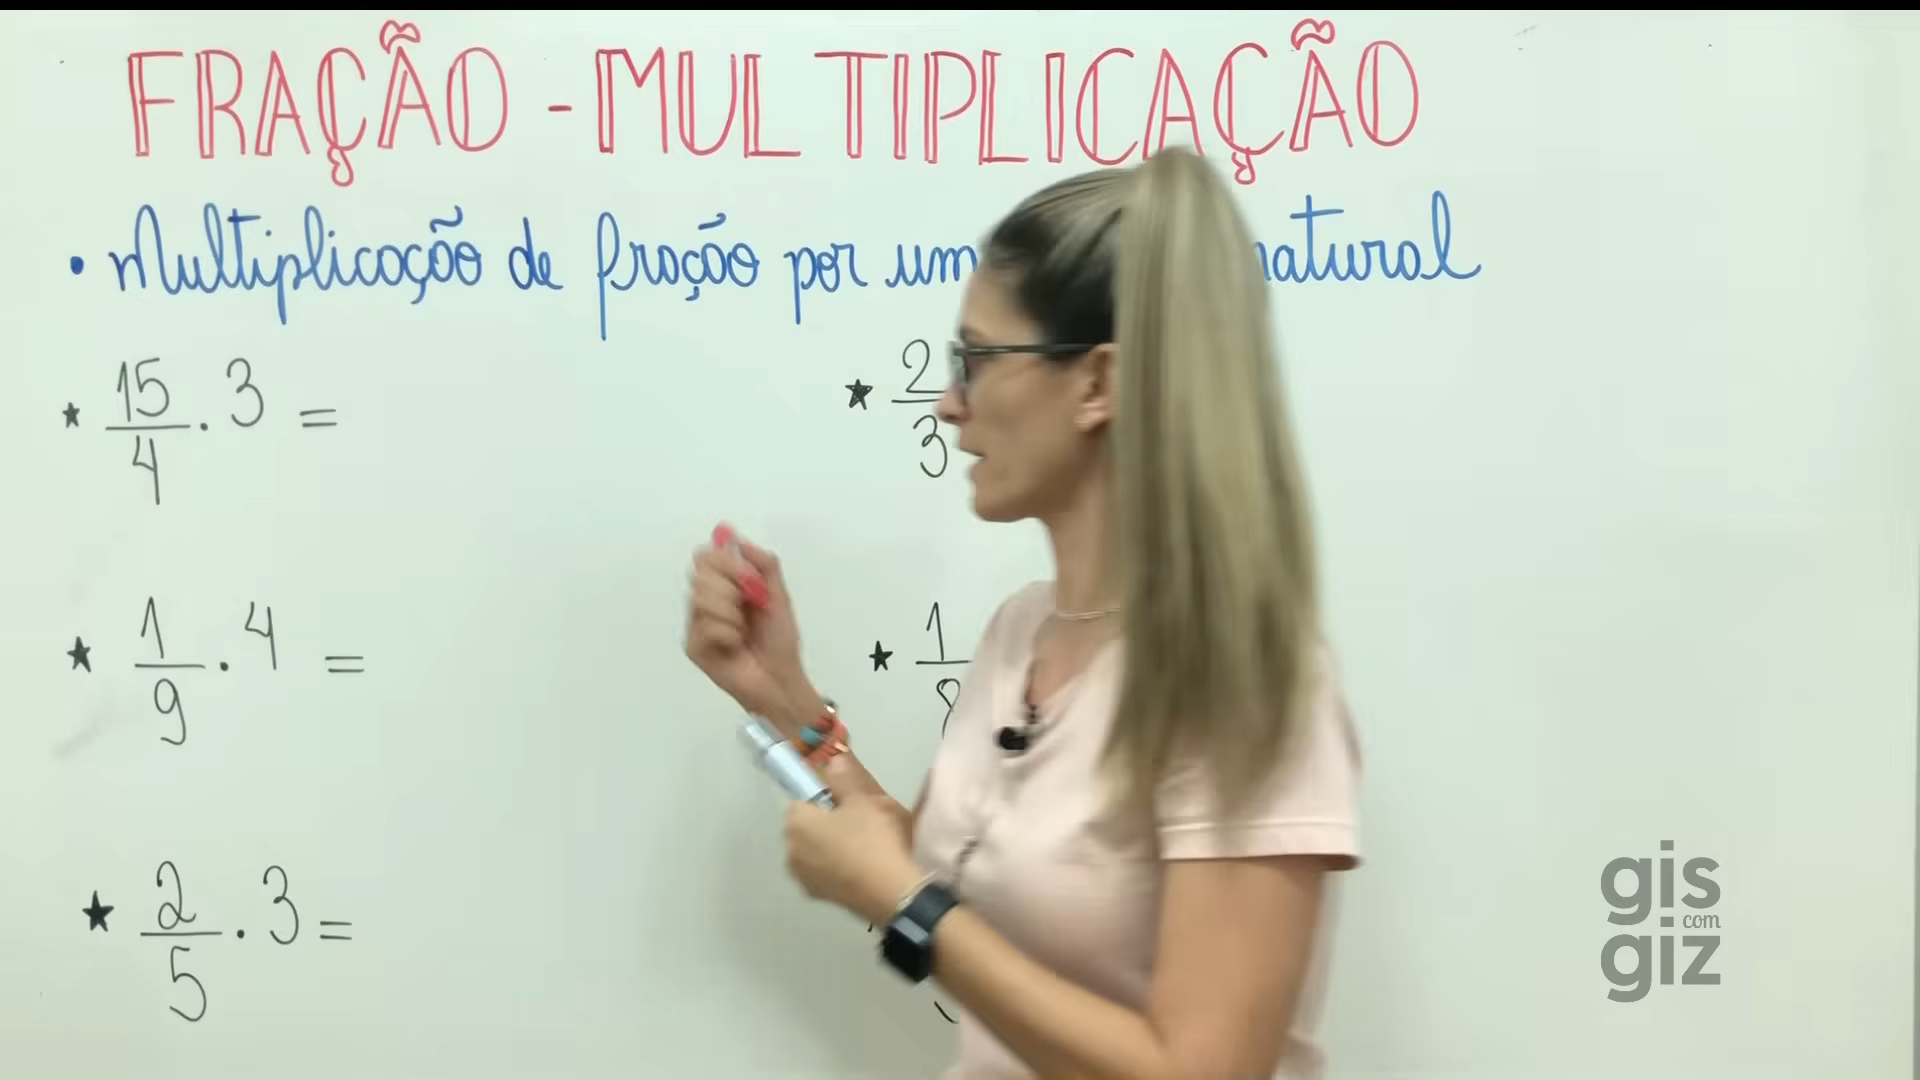 FRAÇÃO - MULTIPLICAÇÃO
• Multiplicação de fração por um natural
★ 15/4 . 3 =
★ 2/3
★ 1/9 . 4 =
★ 1/8
★ 2/5 . 3 =
gis
com
giz